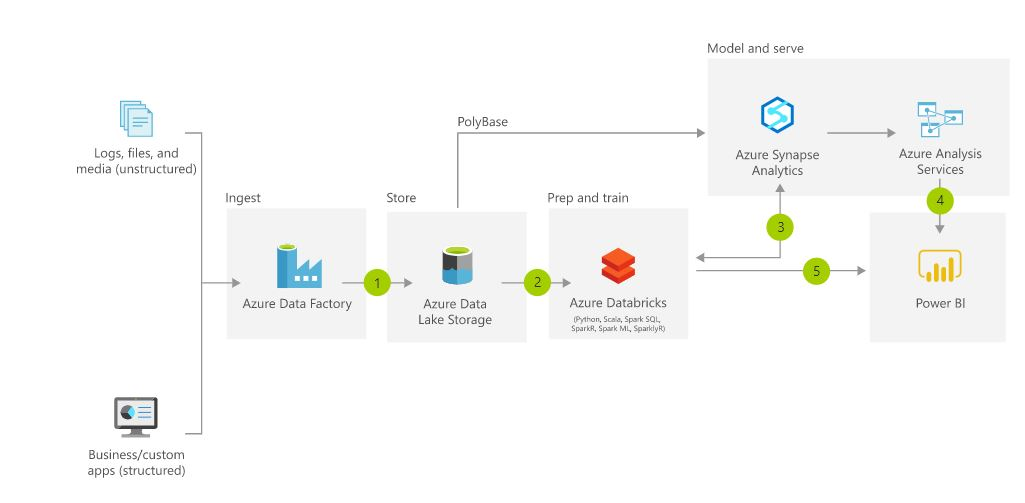 Model and serve
Logs, files, and
media (unstructured)
PolyBase
Azure Synapse
Analytics
Azure Analysis
Services
Ingest
Store
Prep and train
3
4
1
2
5
Azure Data Factory
Azure Data
Lake Storage
Azure Databricks
(Python, Scala, Spark SQL,
SparkR, Spark ML, SparklyR)
Power BI
Business/custom
apps (structured)